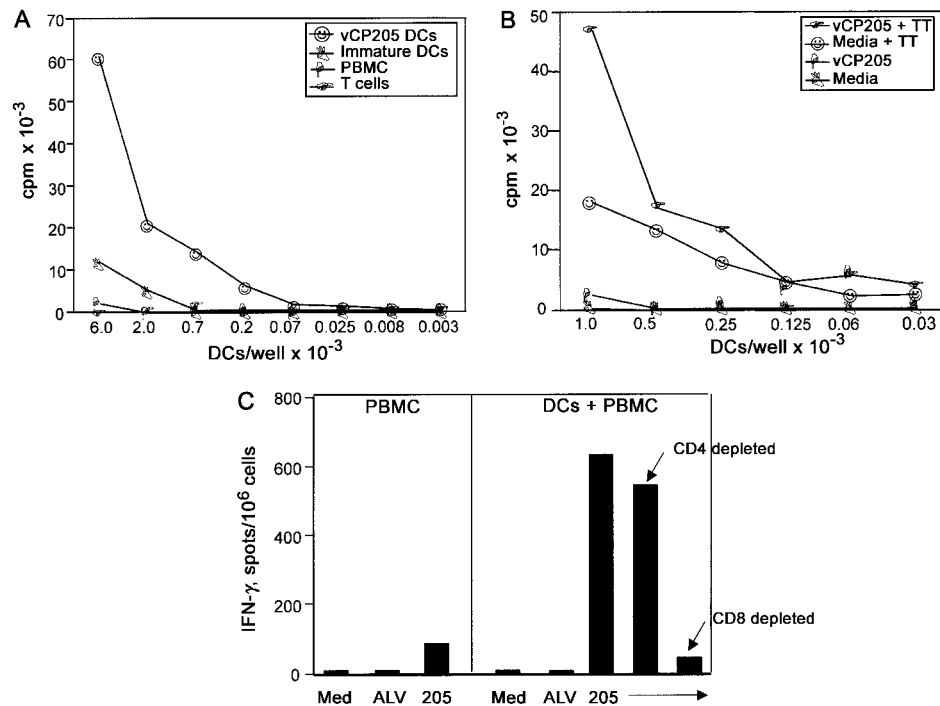 A
70
60
50
40
30
20
10
0
cpm x 10⁻³
vCP205 DCs
Immature DCs
PBMC
T cells
6.0 2.0 0.7 0.2 0.07 0.025 0.008 0.003
DCs/well x 10⁻³
B
50
40
30
20
10
0
cpm x 10⁻³
vCP205 + TT
Media + TT
vCP205
Media
1.0 0.5 0.25 0.125 0.06 0.03
DCs/well x 10⁻³
C
800
600
400
200
0
IFN-γ, spots/10⁶ cells
PBMC
DCs + PBMC
CD4 depleted
CD8 depleted
Med ALV 205 Med ALV 205